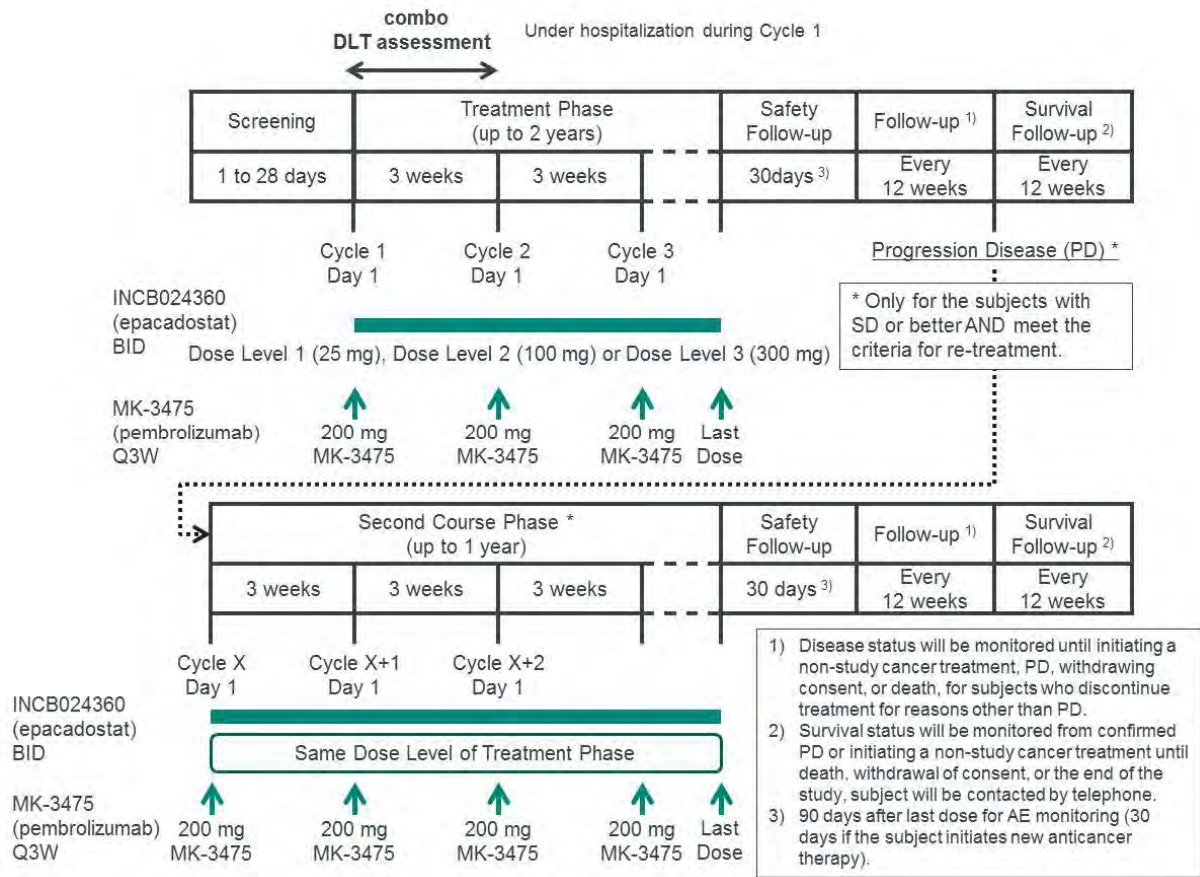 combo
DLT assessment
Under hospitalization during Cycle 1
Screening
Treatment Phase
(up to 2 years)
Safety
Follow-up
Follow-up 1)
Survival
Follow-up 2)
1 to 28 days
3 weeks
3 weeks
30days 3)
Every
12 weeks
Every
12 weeks
Cycle 1
Day 1
Cycle 2
Day 1
Cycle 3
Day 1
Progression Disease (PD) *
* Only for the subjects with
SD or better AND meet the
criteria for re-treatment.
INCB024360
(epacadostat)
BID
Dose Level 1 (25 mg), Dose Level 2 (100 mg) or Dose Level 3 (300 mg)
MK-3475
(pembrolizumab)
Q3W
200 mg
MK-3475
200 mg
MK-3475
200 mg
MK-3475
Last
Dose
Second Course Phase *
(up to 1 year)
Safety
Follow-up
Follow-up 1)
Survival
Follow-up 2)
3 weeks
3 weeks
3 weeks
30 days 3)
Every
12 weeks
Every
12 weeks
Cycle X
Day 1
Cycle X+1
Day 1
Cycle X+2
Day 1
INCB024360
(epacadostat)
BID
Same Dose Level of Treatment Phase
MK-3475
(pembrolizumab)
Q3W
200 mg
MK-3475
200 mg
MK-3475
200 mg
MK-3475
200 mg
MK-3475
Last
Dose
1) Disease status will be monitored until initiating a
non-study cancer treatment, PD, withdrawing
consent, or death, for subjects who discontinue
treatment for reasons other than PD.
2) Survival status will be monitored from confirmed
PD or initiating a non-study cancer treatment until
death, withdrawal of consent, or the end of the
study, subject will be contacted by telephone.
3) 90 days after last dose for AE monitoring (30
days if the subject initiates new anticancer
therapy).